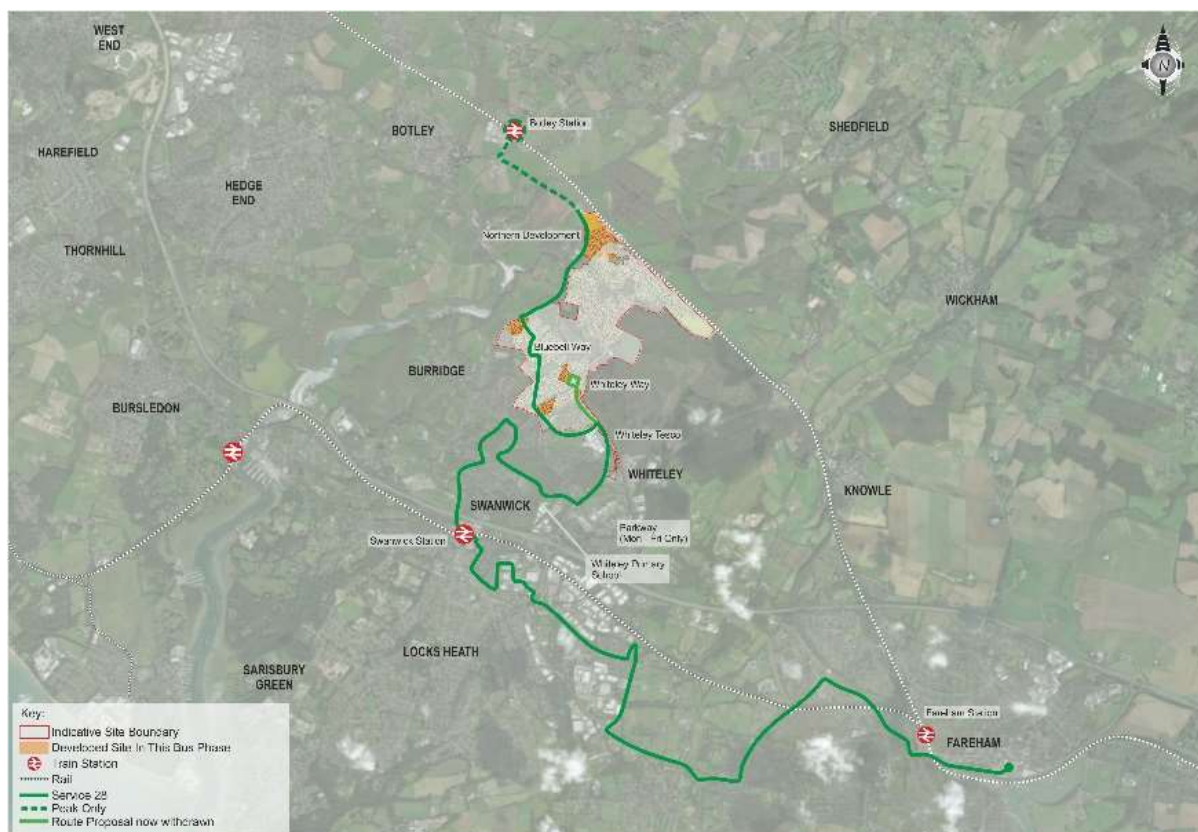 WEST
END
N
Botley Station
BOTLEY
SHEDFIELD
HAREFIELD
HEDGE
END
Northern Development
THORNHILL
WICKHAM
Bluebell Way
BURRIDGE
Whiteley Way
BURSLEDON
Whiteley Tesco
WHITELEY
KNOWLE
SWANWICK
Parkway
(Mon - Fri Only)
Swanwick Station
Whiteley Primary
School
LOCKS HEATH
SARISBURY
GREEN
Fareham Station
FAREHAM
Key:
Indicative Site Boundary
Developed Site In This Bus Phase
Train Station
Rail
Service 28
Peak Only
Route Proposal now withdrawn